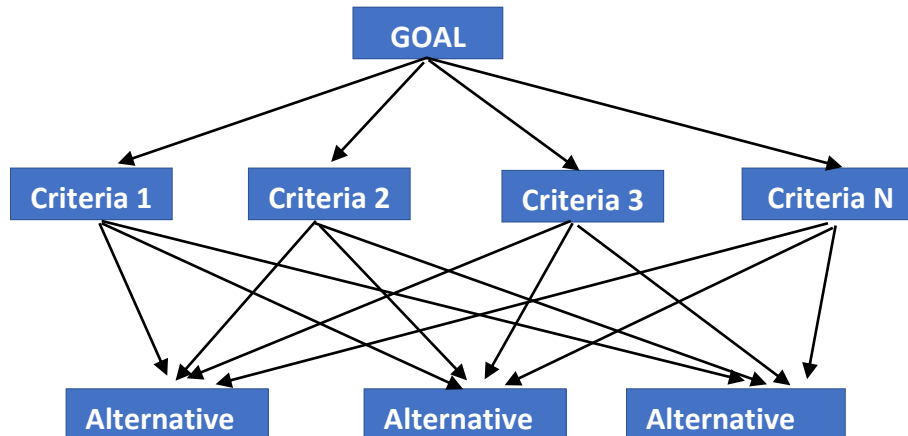 GOAL
Criteria 1
Criteria 2
Criteria 3
Criteria N
Alternative
Alternative
Alternative